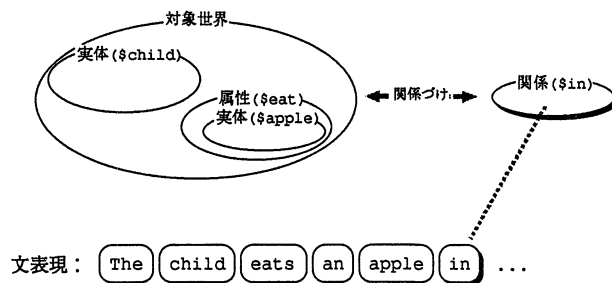 対象世界
実体($child)
属性($eat)
実体($apple)
関係づけ
関係($in)
文表現： The child eats an apple in ...